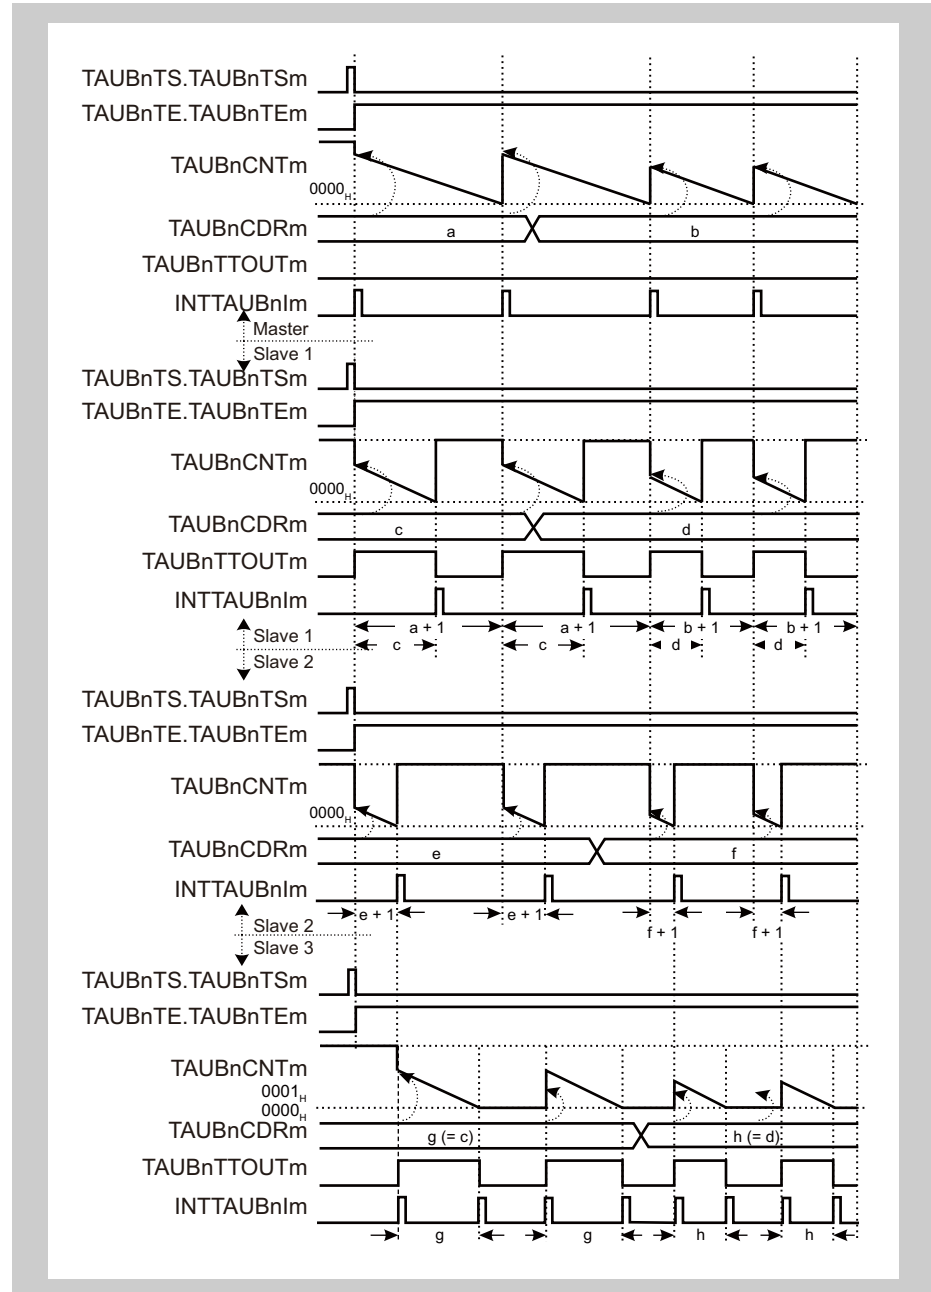 TAUBnTS.TAUBnTSm
TAUBnTE.TAUBnTEm
TAUBnCNTm
0000H
TAUBnCDRm
a
b
TAUBnTTOUTm
INTTAUBnIm
Master
Slave 1
TAUBnTS.TAUBnTSm
TAUBnTE.TAUBnTEm
TAUBnCNTm
0000H
TAUBnCDRm
c
d
TAUBnTTOUTm
INTTAUBnIm
a + 1 a + 1 b + 1 b + 1
Slave 1
c c d d
Slave 2
TAUBnTS.TAUBnTSm
TAUBnTE.TAUBnTEm
TAUBnCNTm
0000H
TAUBnCDRm
e
f
INTTAUBnIm
e + 1 e + 1
Slave 2
f + 1 f + 1
Slave 3
TAUBnTS.TAUBnTSm
TAUBnTE.TAUBnTEm
TAUBnCNTm
0001H
0000H
TAUBnCDRm
g (= c)
h (= d)
TAUBnTTOUTm
INTTAUBnIm
g g h h